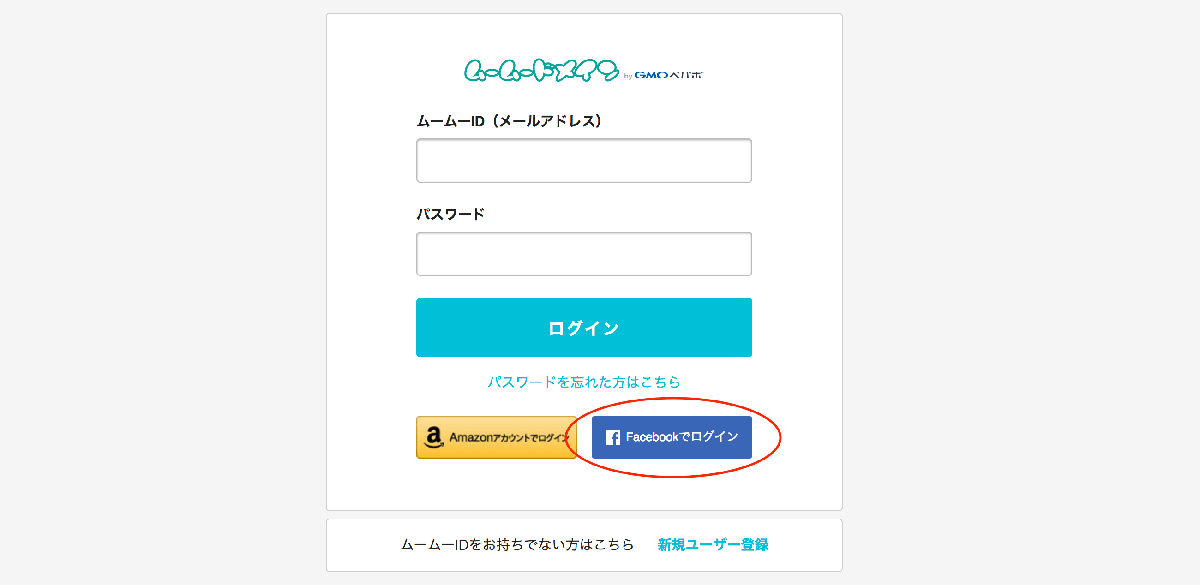 ムームードメイン by GMOペパボ
ムームーID（メールアドレス）
パスワード
ログイン
パスワードを忘れた方はこちら
a Amazonアカウントでログイン
f Facebookでログイン
ムームーIDをお持ちでない方はこちら 新規ユーザー登録